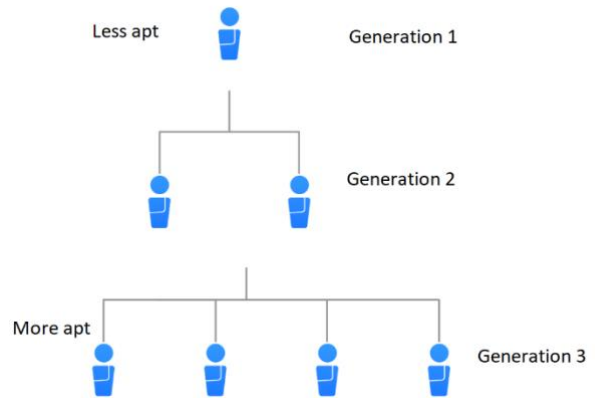 Less apt
Generation 1
Generation 2
More apt
Generation 3